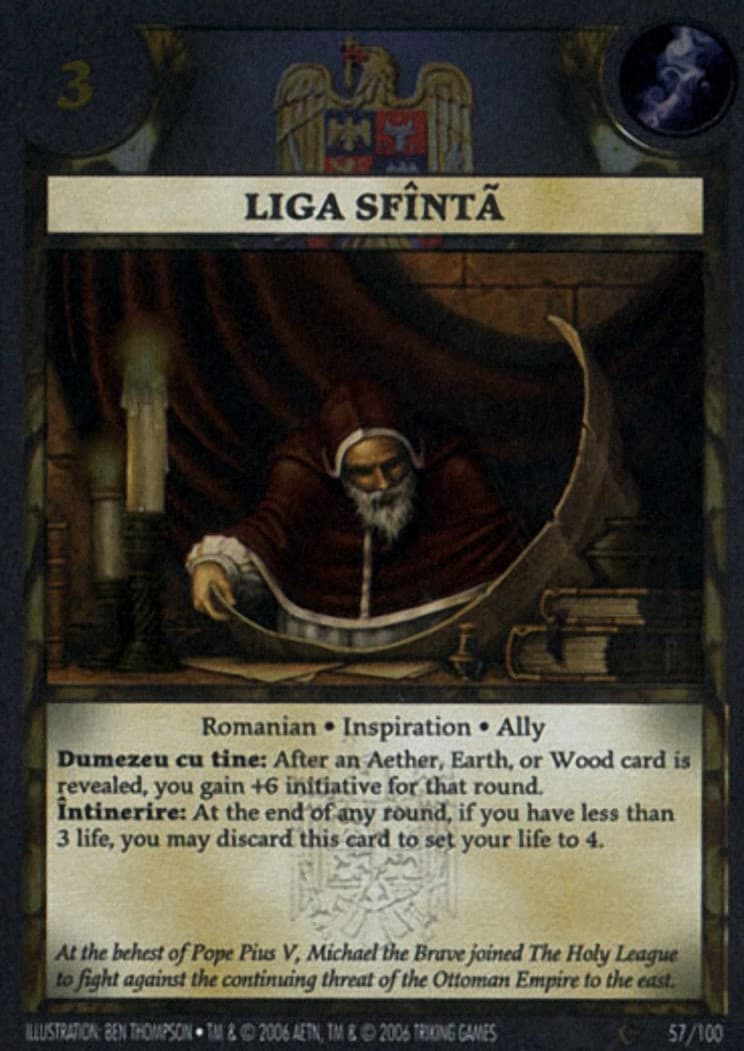 3
LIGA SFÎNTÃ
Romanian • Inspiration • Ally
Dumezeu cu tine: After an Aether, Earth, or Wood card is
revealed, you gain +6 initiative for that round.
Întinerire: At the end of any round, if you have less than
3 life, you may discard this card to set your life to 4.
At the behest of Pope Pius V, Michael the Brave joined The Holy League
to fight against the continuing threat of the Ottoman Empire to the east.
ILLUSTRATION: BEN THOMPSON • TM & © 2006 AETN, TM & © 2006 TRIKING GAMES 57/100